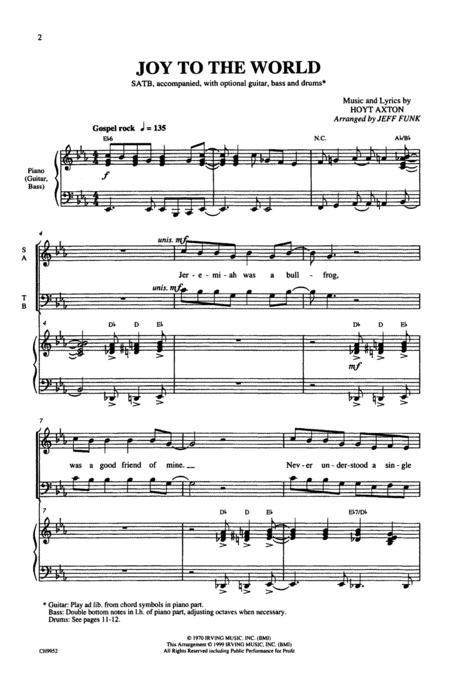 2
JOY TO THE WORLD
SATB, accompanied, with optional guitar, bass and drums*
Music and Lyrics by
HOYT AXTON
Arranged by JEFF FUNK
Gospel rock ♩ = 135
E♭6 N.C. A♭/B♭
Piano
(Guitar,
Bass)
f
4
unis. mf
S
A
Jer - e - mi - ah was a bull - frog,
unis. mf
T
B
4
D♭ D E♭ D♭ D E♭
mf
7
was a good friend of mine.__ Nev - er un - der - stood a sin - gle
7
D♭ D E♭ E♭7/D♭
* Guitar: Play ad lib. from chord symbols in piano part.
Bass: Double bottom notes in l.h. of piano part, adjusting octaves when necessary.
Drums: See pages 11-12.
© 1970 IRVING MUSIC, INC. (BMI)
This Arrangement © 1999 IRVING MUSIC, INC. (BMI)
All Rights Reserved including Public Performance for Profit
CH9952